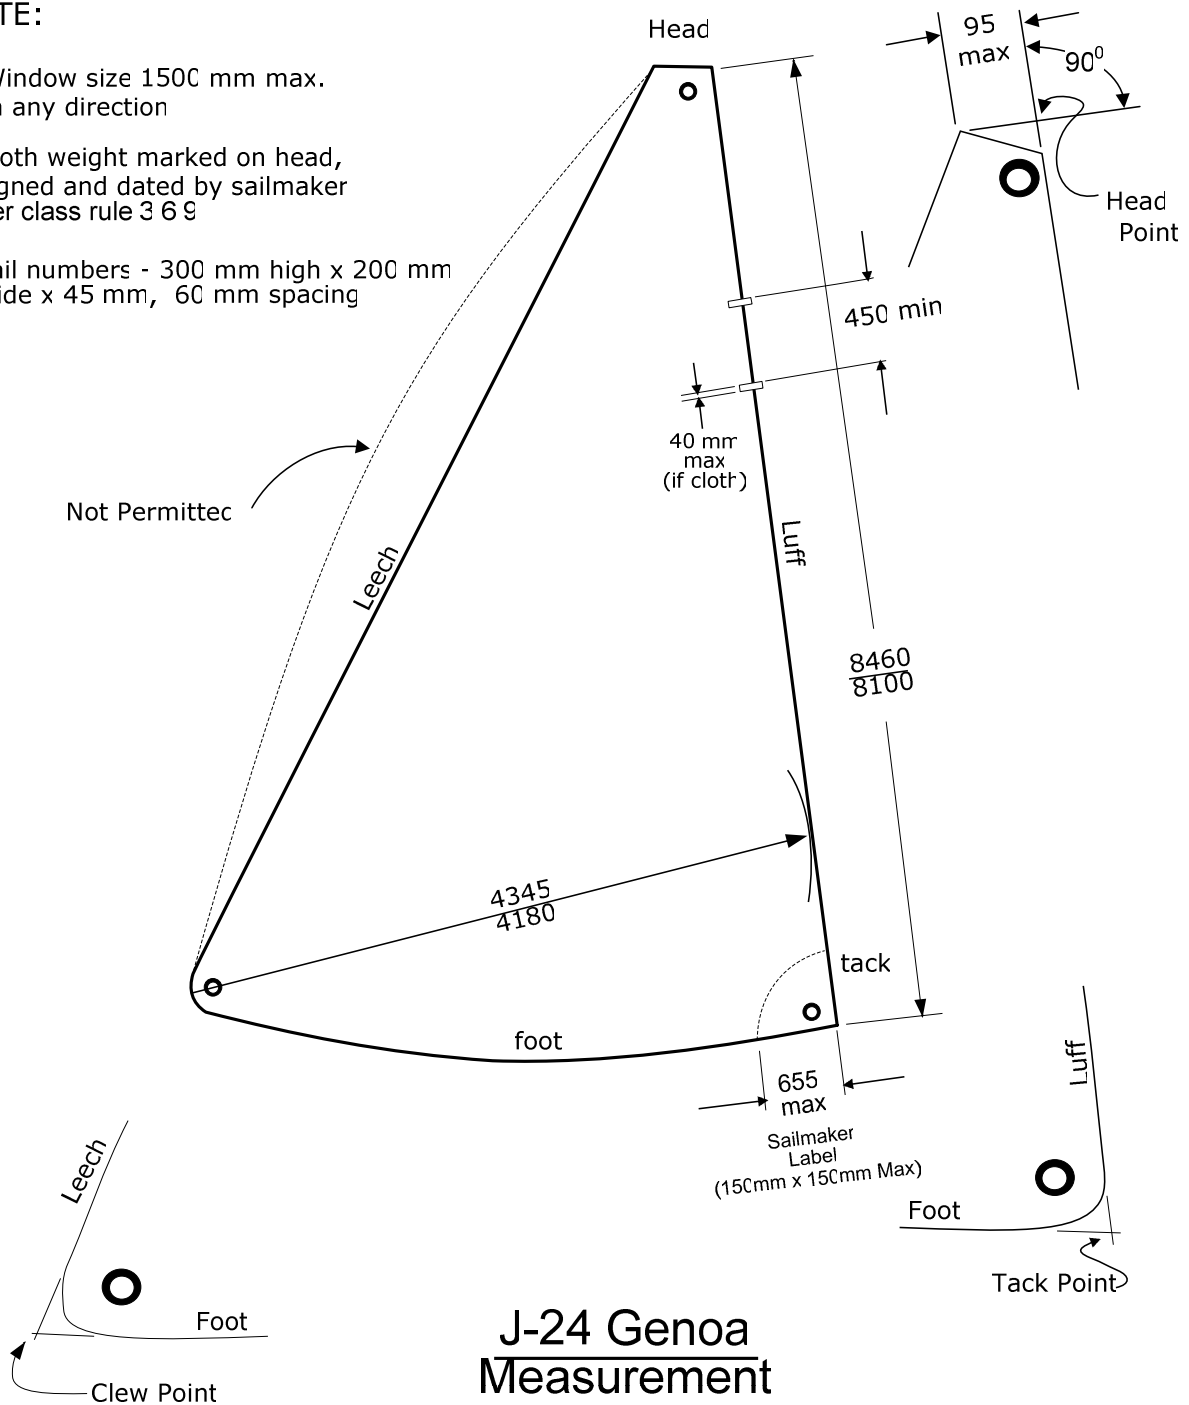 TE:
Window size 1500 mm max.
any direction
oth weight marked on head,
gned and dated by sailmaker
er class rule 3 6 9
ail numbers - 300 mm high x 200 mm
ide x 45 mm, 60 mm spacing
Head
95
max
90⁰
Head
Point
450 min
40 mm
max
(if cloth)
Not Permitted
Leech
Luff
8460
8100
4345
4180
tack
foot
655
max
Sailmaker
Label
(150mm x 150mm Max)
Luff
Foot
Tack Point
Leech
Foot
Clew Point
J-24 Genoa
Measurement